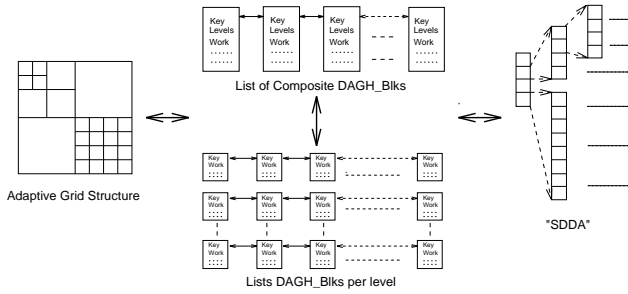 Key Key Key Key
Levels Levels Levels Levels
Work Work Work Work
...... ...... ...... ......
List of Composite DAGH_Blks
Adaptive Grid Structure
Key Key Key Key
Work Work Work Work
:::: :::: :::: ::::
Key Key Key Key
Work Work Work Work
:::: :::: :::: ::::
Key Key Key Key
Work Work Work Work
:::: :::: :::: ::::
Lists DAGH_Blks per level
"SDDA"